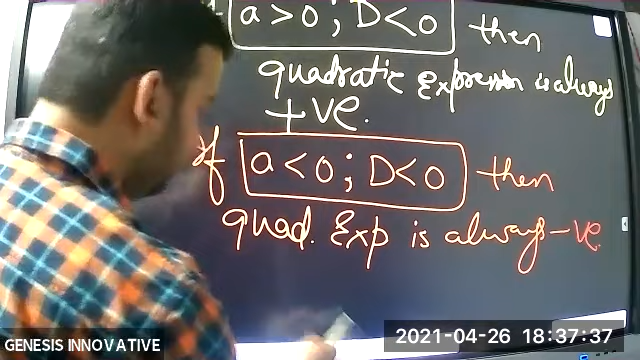 a > 0 ; D < 0 then
quadratic Expression is always
+ve.
if a < 0 ; D < 0 then
quad. Exp is always -ve.
GENESIS INNOVATIVE
2021-04-26 18:37:37